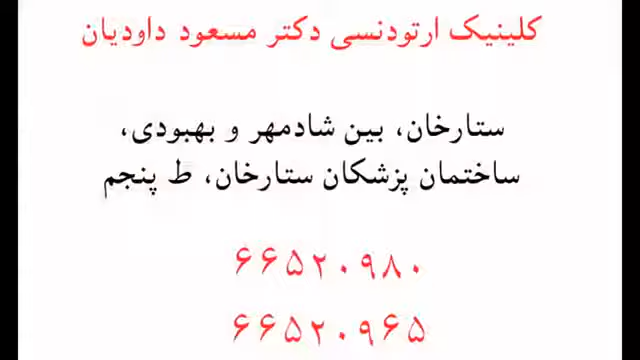 کلینیک ارتودنسی دکتر مسعود داودیان
ستارخان، بین شادمهر و بهبودی،
ساختمان پزشکان ستارخان، ط پنجم
۶۶۵۲۰۹۸۰
۶۶۵۲۰۹۶۵